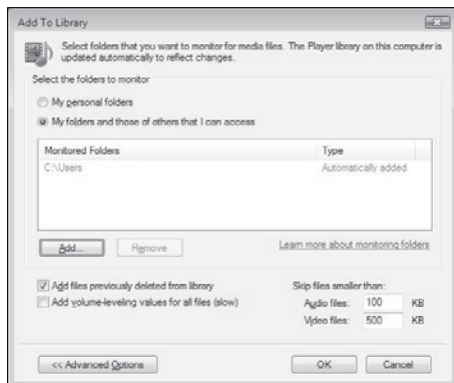 Add To Library
Select folders that you want to monitor for media files. The Player library on this computer is
updated automatically to reflect changes.
Select the folders to monitor
My personal folders
My folders and those of others that I can access
Monitored Folders Type
C:\Users Automatically added
Add... Remove Learn more about monitoring folders
Add files previously deleted from library Skip files smaller than:
Add volume-leveling values for all files (slow) Audio files: 100 KB
Video files: 500 KB
<< Advanced Options OK Cancel